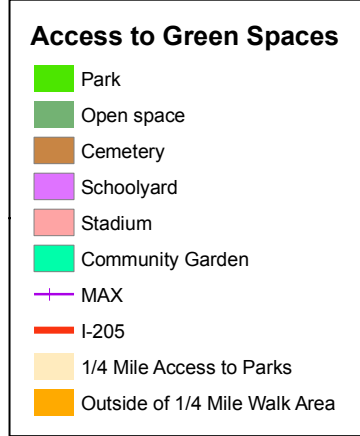 Access to Green Spaces
Park
Open space
Cemetery
Schoolyard
Stadium
Community Garden
MAX
I-205
1/4 Mile Access to Parks
Outside of 1/4 Mile Walk Area